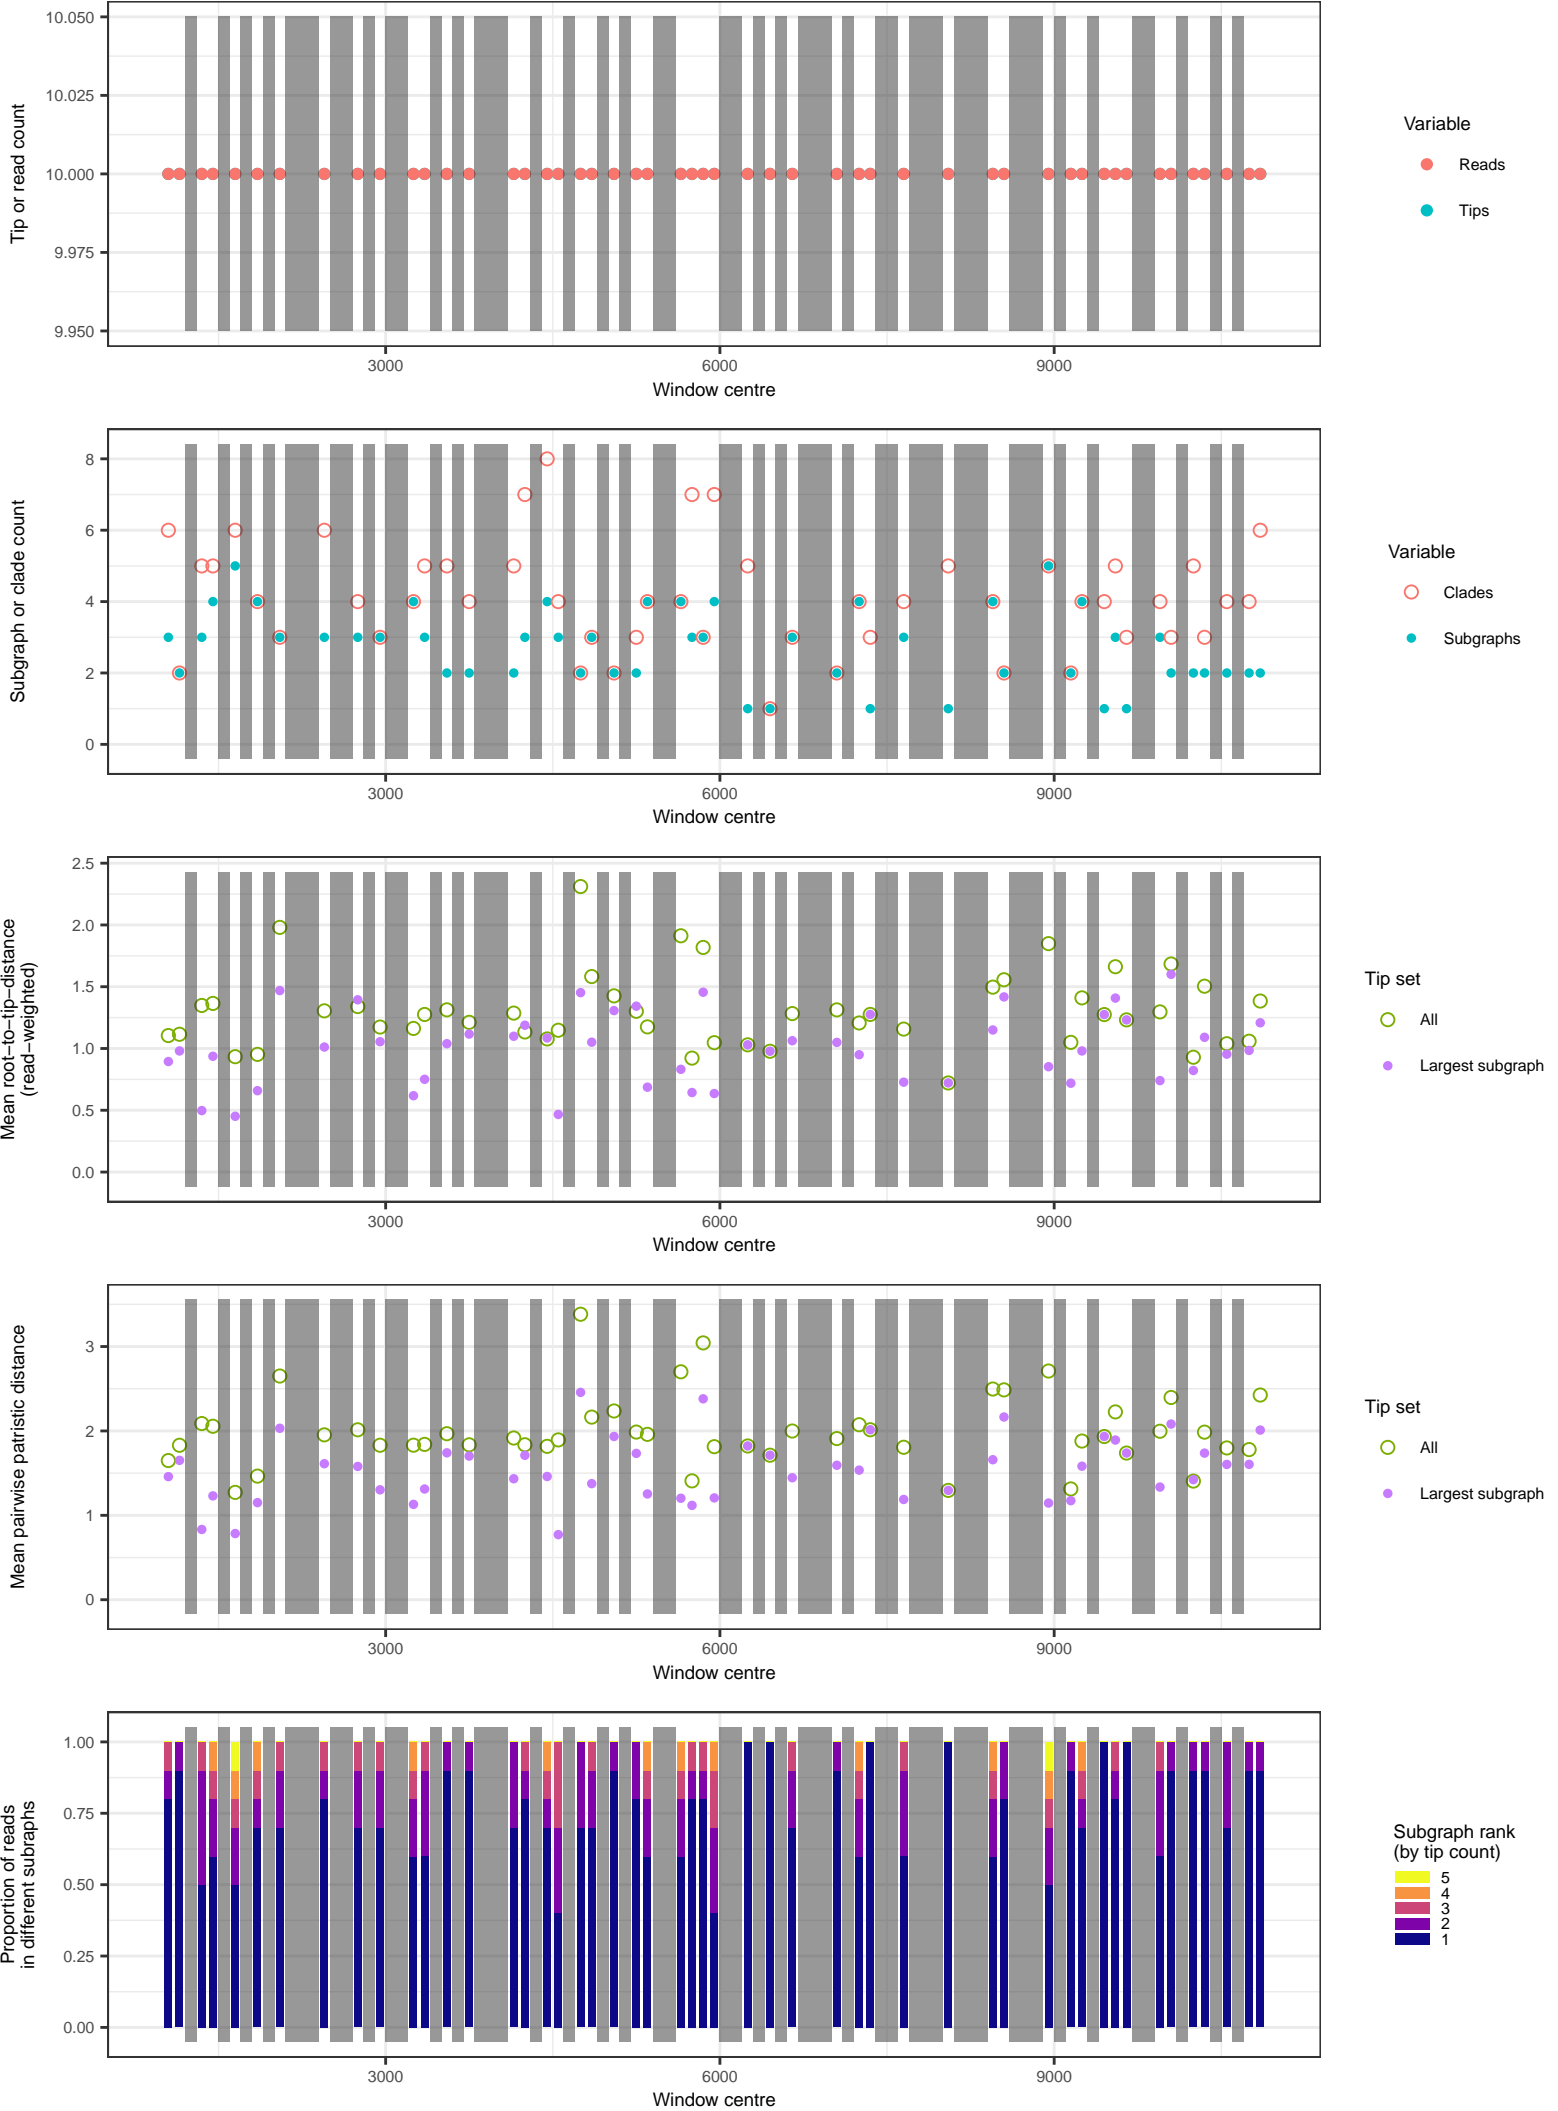 10.050
10.025
10.000
9.975
9.950
Tip or read count
3000
6000
9000
Window centre
Variable
Reads
Tips
8
6
4
2
0
Subgraph or clade count
3000
6000
9000
Window centre
Variable
Clades
Subgraphs
2.5
2.0
1.5
1.0
0.5
0.0
Mean root−to−tip−distance
(read−weighted)
3000
6000
9000
Window centre
Tip set
All
Largest subgraph
3
2
1
0
Mean pairwise patristic distance
3000
6000
9000
Window centre
Tip set
All
Largest subgraph
1.00
0.75
0.50
0.25
0.00
Proportion of reads
in different subraphs
3000
6000
9000
Window centre
Subgraph rank
(by tip count)
5
4
3
2
1